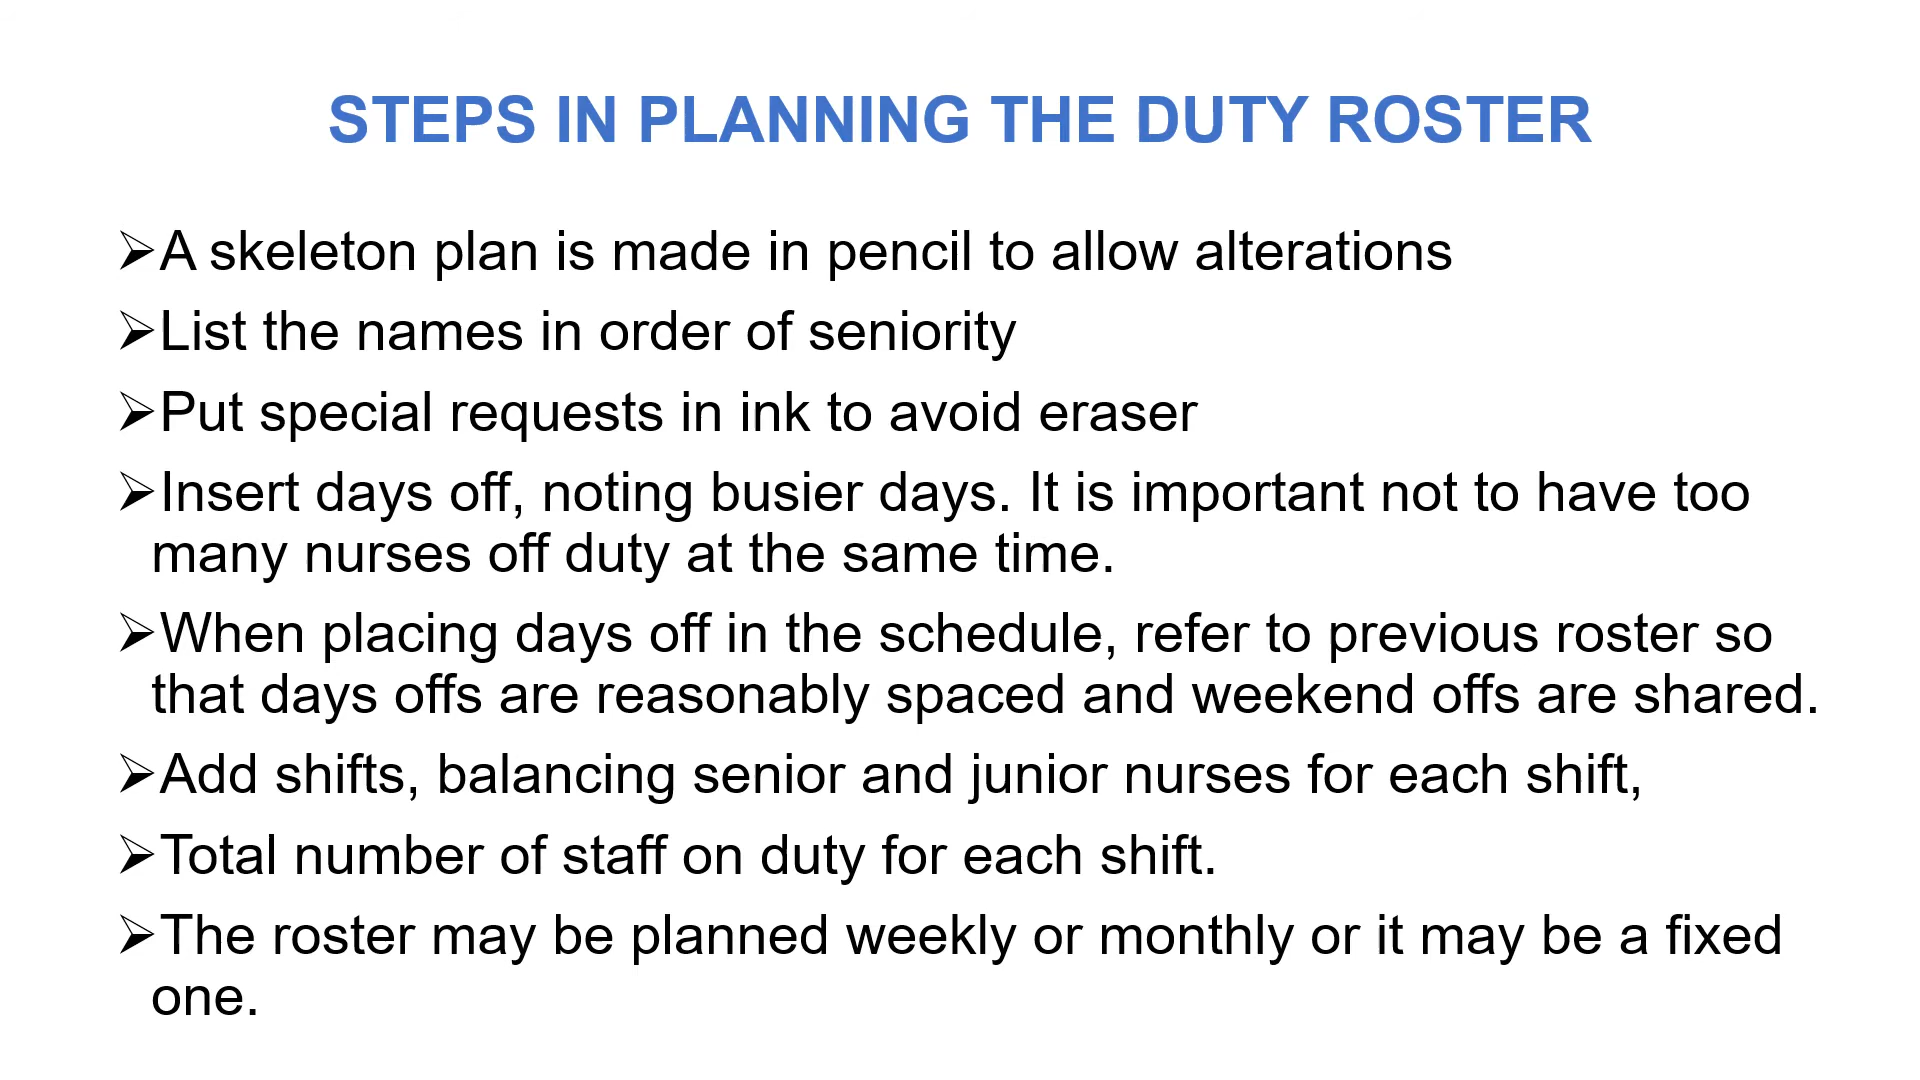 STEPS IN PLANNING THE DUTY ROSTER
➢A skeleton plan is made in pencil to allow alterations
➢List the names in order of seniority
➢Put special requests in ink to avoid eraser
➢Insert days off, noting busier days. It is important not to have too
many nurses off duty at the same time.
➢When placing days off in the schedule, refer to previous roster so
that days offs are reasonably spaced and weekend offs are shared.
➢Add shifts, balancing senior and junior nurses for each shift,
➢Total number of staff on duty for each shift.
➢The roster may be planned weekly or monthly or it may be a fixed
one.